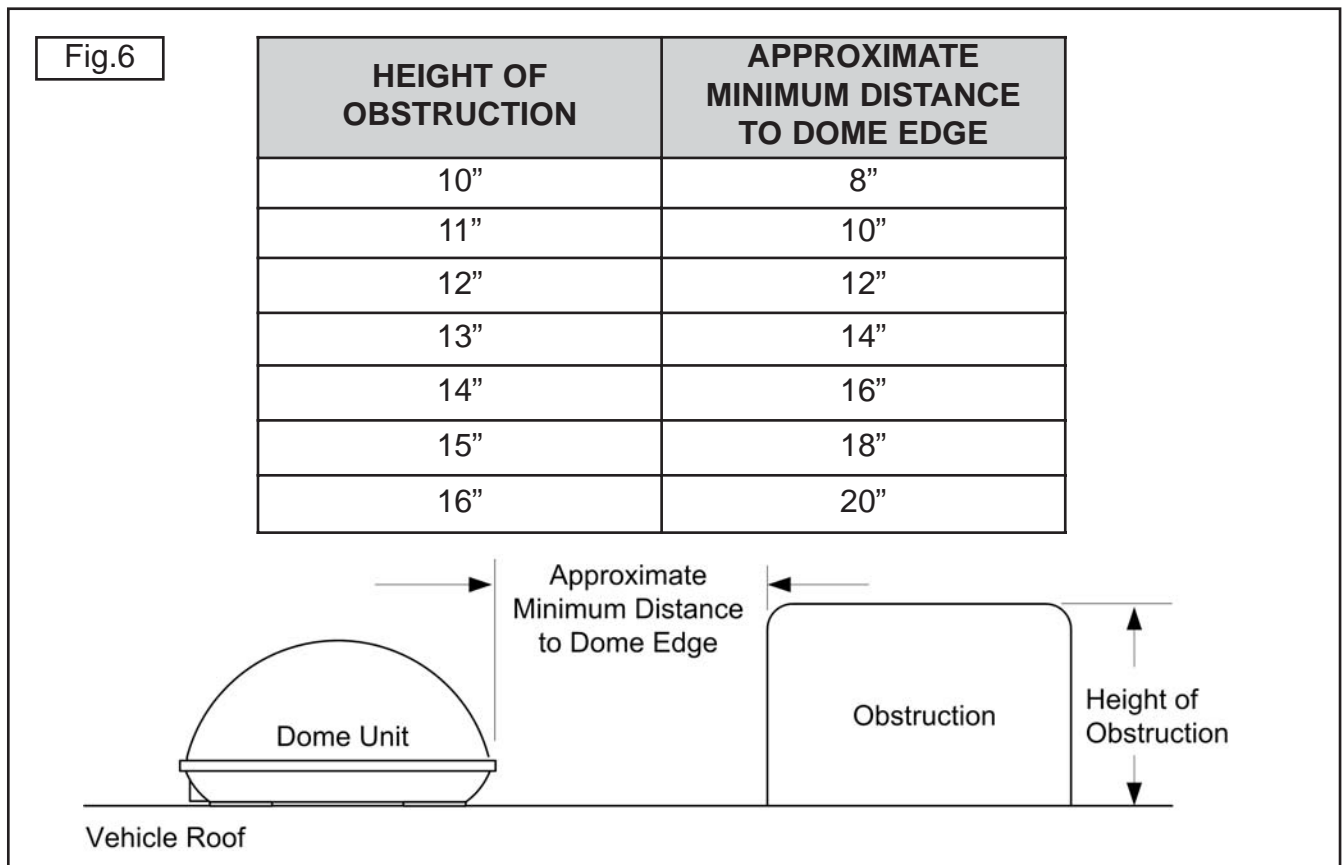 Fig.6
HEIGHT OF
OBSTRUCTION
APPROXIMATE
MINIMUM DISTANCE
TO DOME EDGE
10” 8”
11” 10”
12” 12”
13” 14”
14” 16”
15” 18”
16” 20”
Approximate
Minimum Distance
to Dome Edge
Dome Unit
Obstruction
Height of
Obstruction
Vehicle Roof